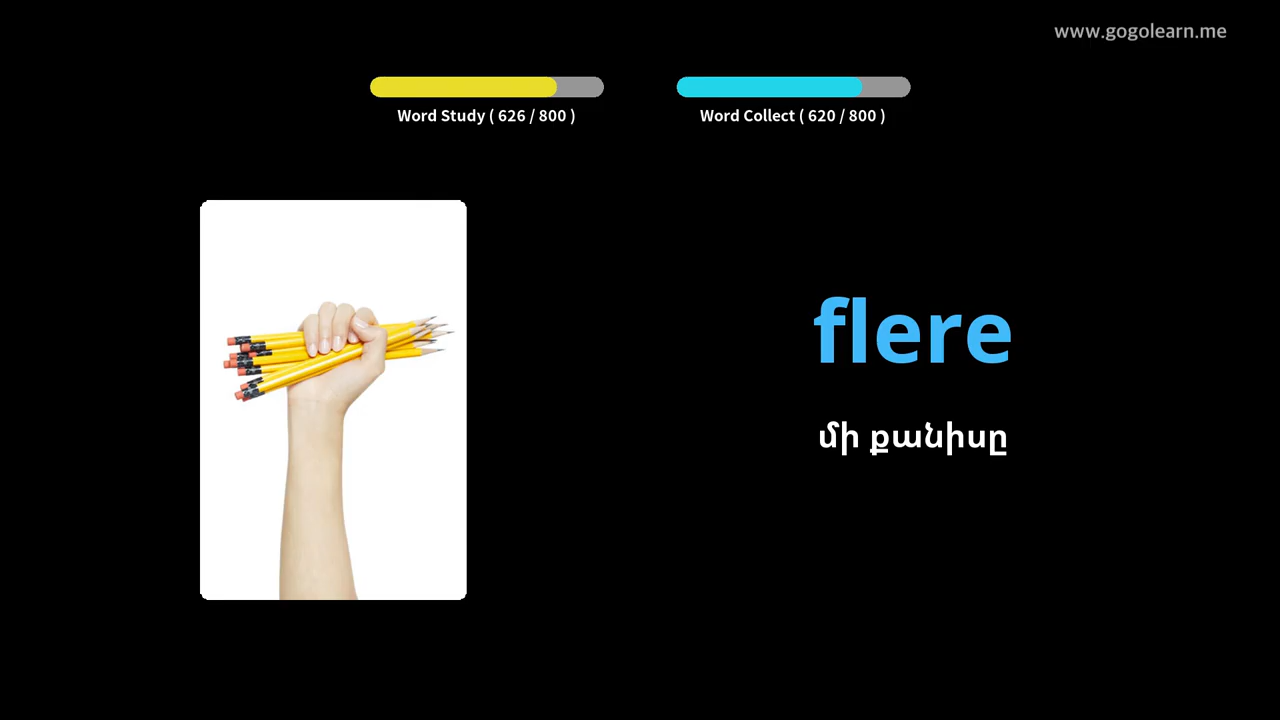 www.gogolearn.me
Word Study ( 626 / 800 )
Word Collect ( 620 / 800 )
flere
մի քանիսը